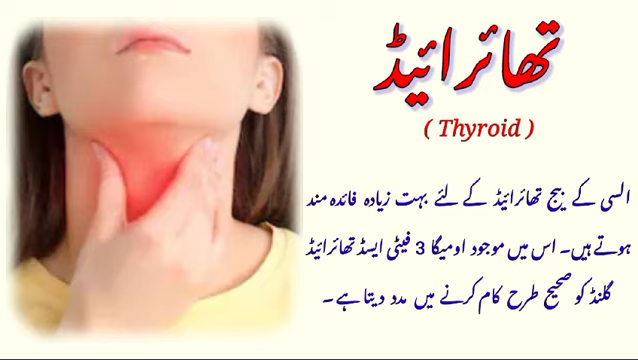 تھائرائیڈ
( Thyroid )
السی کے بیج تھائرائیڈ کے لئے بہت زیادہ فائدہ مند
ہوتے ہیں۔ اس میں موجود اومیگا 3 فیٹی ایسڈ تھائرائیڈ
گلنڈ کو صحیح طرح کام کرنے میں مدد دیتا ہے۔